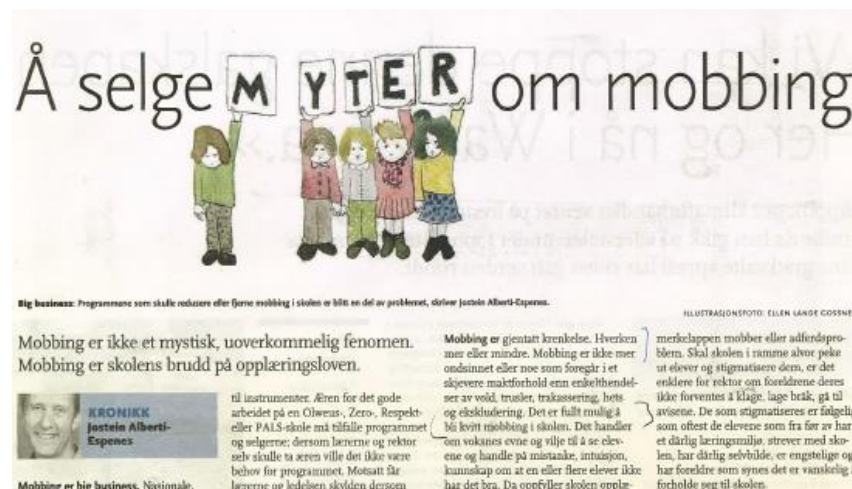 Å selge MYTER om mobbing
Big business: Programmene som skulle redusere eller fjerne mobbing i skolen er blitt en del av problemet, skriver Jostein Alberti-Espenes.
ILLUSTRASJONSFOTO: ELLEN LANGE GOSSNE
Mobbing er ikke et mystisk, uoverkommelig fenomen.
Mobbing er skolens brudd på opplæringsloven.
KRONIKK
Jostein Alberti-
Espenes
Mobbing er big business. Nasjonale,
til instrumenter. Æren for det gode
arbeidet på en Olweus-, Zero-, Respekt-
eller PALS-skole må tilfalle programmet
og selgerne; dersom lærerne og rektor
selv skulle ta æren ville det ikke være
behov for programmet. Motsatt får
lærerne og ledelsen skylden dersom
Mobbing er gjentatt krenkelse. Hverken
mer eller mindre. Mobbing er ikke mer
ondsinnet eller noe som foregår i et
skjevere maktforhold enn enkelthendel-
ser av vold, trusler, trakassering, hets
og ekskludering. Det er fullt mulig å
bli kvitt mobbing i skolen. Det handler
om voksnes evne og vilje til å se elev-
ene og handle på mistanke, intuisjon,
kunnskap om at en eller flere elever ikke
har det bra. Da oppfyller skolen opplæ-
merkelappen mobber eller adferdspro-
blem. Skal skolen i ramme alvor peke
ut elever og stigmatisere dem, er det
enklere for rektor om foreldrene deres
ikke forventes å klage, lage bråk, gå til
avisene. De som stigmatiseres er følgelig
som oftest de elevene som fra før av har
et dårlig læringsmiljø, strever med sko-
len, har dårlig selvbilde, er engstelige og
har foreldre som synes det er vanskelig å
forholde seg til skolen.